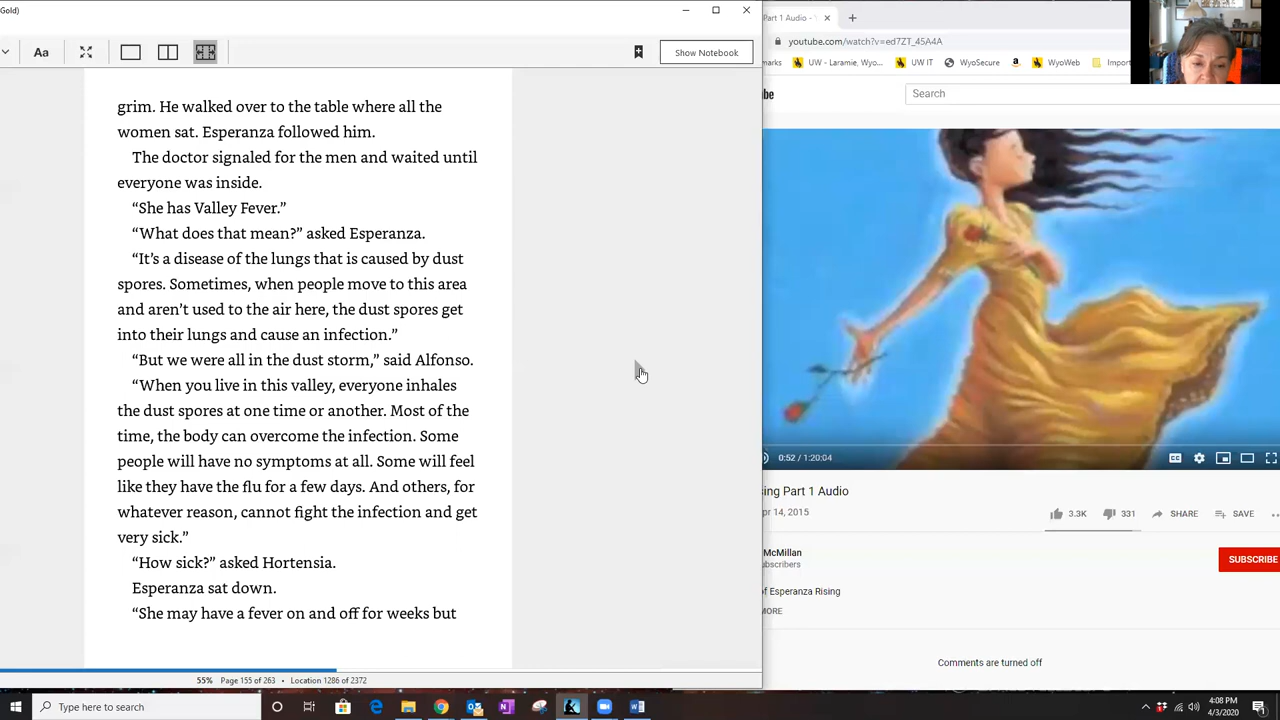 Gold)
Aa
Show Notebook
grim. He walked over to the table where all the
women sat. Esperanza followed him.
The doctor signaled for the men and waited until
everyone was inside.
“She has Valley Fever.”
“What does that mean?” asked Esperanza.
“It’s a disease of the lungs that is caused by dust
spores. Sometimes, when people move to this area
and aren’t used to the air here, the dust spores get
into their lungs and cause an infection.”
“But we were all in the dust storm,” said Alfonso.
“When you live in this valley, everyone inhales
the dust spores at one time or another. Most of the
time, the body can overcome the infection. Some
people will have no symptoms at all. Some will feel
like they have the flu for a few days. And others, for
whatever reason, cannot fight the infection and get
very sick.”
“How sick?” asked Hortensia.
Esperanza sat down.
“She may have a fever on and off for weeks but
55% Page 155 of 263 • Location 1286 of 2372
Part 1 Audio -
youtube.com/watch?v=ed7ZT_45A4A
marks UW - Laramie, Wyo... UW IT WyoSecure WyoWeb Import
be
Search
0:52 / 1:20:04
CC
sing Part 1 Audio
pr 14, 2015
3.3K 331 SHARE SAVE
McMillan
ubscribers
SUBSCRIBE
of Esperanza Rising
MORE
Comments are turned off
Type here to search
4:08 PM
4/3/2020